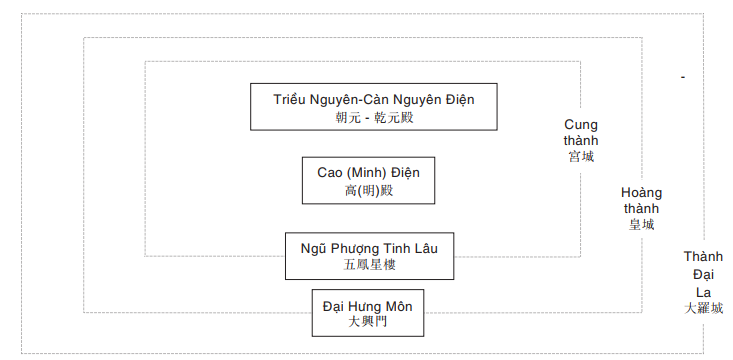 Triều Nguyên-Càn Nguyên Điện
朝元 - 乾元殿
Cung
thành
宮城
Cao (Minh) Điện
高(明)殿
Hoàng
thành
皇城
Ngũ Phượng Tinh Lâu
五鳳星樓
Thành
Đại
La
大羅城
Đại Hưng Môn
大興門